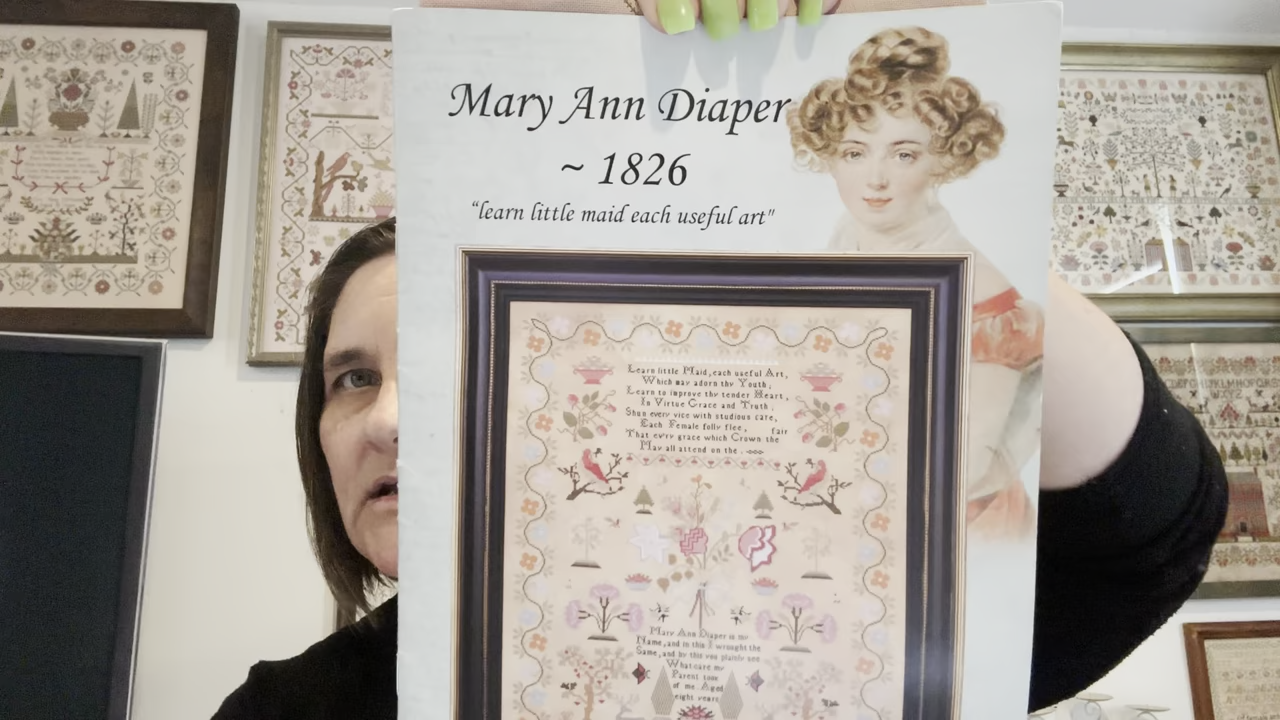 Mary Ann Diaper
~ 1826
"learn little maid each useful art"
Learn little Maid, each useful Art,
Which may adorn thy Youth,
Learn to improve thy tender Heart,
In Virtue Grace and Truth,
Shun every vice with studious care,
Each Female folly flee, fair
That evry grace which Crown the
May all attend on the .
Mary Ann Diaper is my
Name, and in this I wrought the
Same, and by this you plainly see
What care my
Parent took
of me Aged
eight years